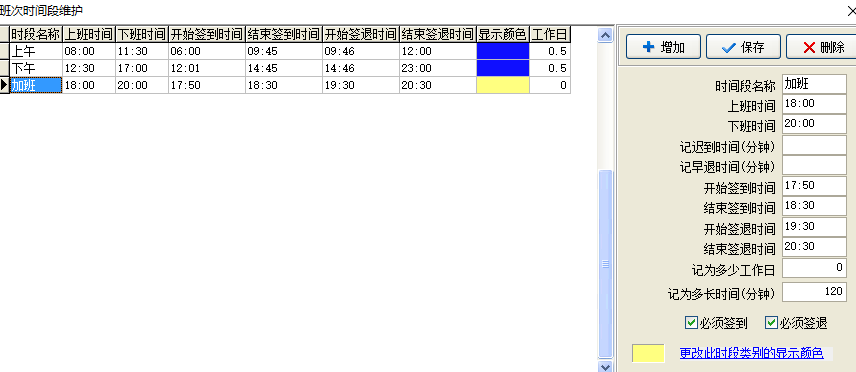 班次时间段维护
时段名称 上班时间 下班时间 开始签到时间 结束签到时间 开始签退时间 结束签退时间 显示颜色 工作日
上午 08:00 11:30 06:00 09:45 09:46 12:00 0.5
下午 12:30 17:00 12:01 14:45 14:46 23:00 0.5
加班 18:00 20:00 17:50 18:30 19:30 20:30 0
增加 保存 删除
时间段名称 加班
上班时间 18:00
下班时间 20:00
记迟到时间(分钟)
记早退时间(分钟)
开始签到时间 17:50
结束签到时间 18:30
开始签退时间 19:30
结束签退时间 20:30
记为多少工作日 0
记为多长时间(分钟) 120
必须签到 必须签退
更改此时段类别的显示颜色